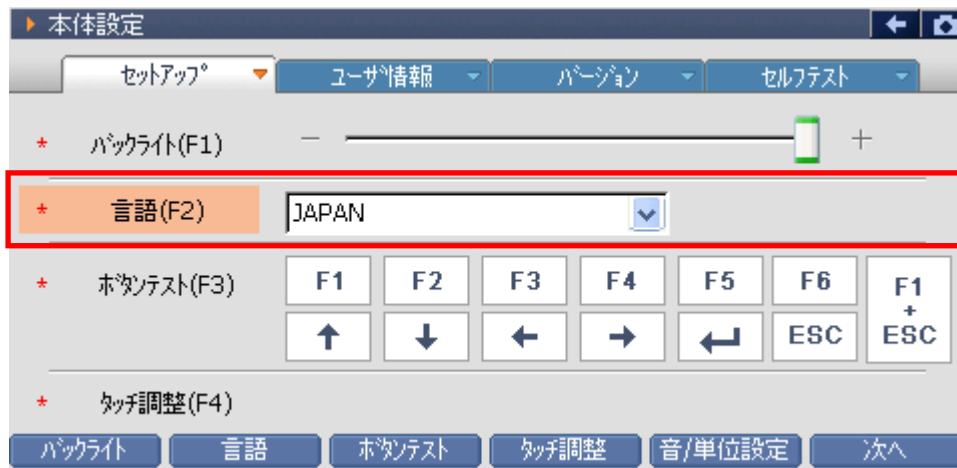 本体設定
ｾｯﾄｱｯﾌﾟ ﾕｰｻﾞ情報 ﾊﾞｰｼﾞｮﾝ ｾﾙﾌﾃｽﾄ
* ﾊﾞｯｸﾗｲﾄ(F1) － ＋
* 言語(F2) JAPAN
* ﾎﾞﾀﾝﾃｽﾄ(F3) F1 F2 F3 F4 F5 F6 F1 + ESC
↑ ↓ ← → ↵ ESC
* ﾀｯﾁ調整(F4)
ﾊﾞｯｸﾗｲﾄ 言語 ﾎﾞﾀﾝﾃｽﾄ ﾀｯﾁ調整 音/単位設定 次へ